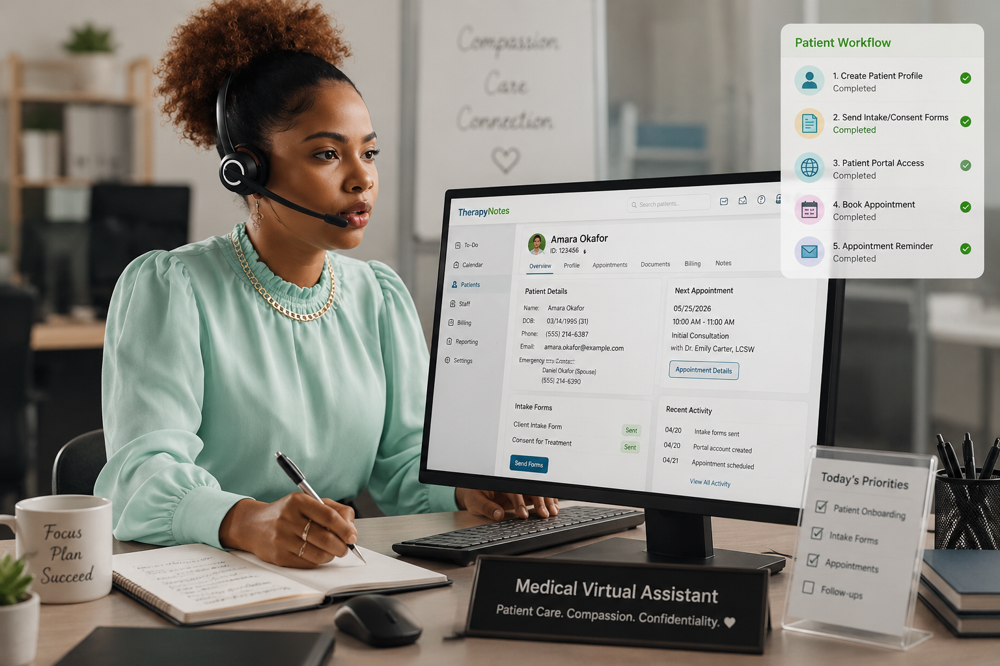 Compassion
Care
Connection
Patient Workflow
1. Create Patient Profile
Completed
2. Send Intake/Consent Forms
Completed
3. Patient Portal Access
Completed
4. Book Appointment
Completed
5. Appointment Reminder
Completed
TherapyNotes
Search patients...
To-Do
Calendar
Patients
Staff
Billing
Reporting
Settings
Amara Okafor
ID: 123456
Overview Profile Appointments Documents Billing Notes
Patient Details
Name: Amara Okafor
DOB: 03/14/1995 (31)
Phone: (555) 214-6387
Email: amara.okafor@example.com
Emergency Contact:
Daniel Okafor (Spouse)
(555) 214-6390
Next Appointment
05/25/2026
10:00 AM - 11:00 AM
Initial Consultation
with Dr. Emily Carter, LCSW
Appointment Details
Intake Forms
Client Intake Form Sent
Consent for Treatment Sent
Send Forms
Recent Activity
04/20 Intake forms sent
04/20 Portal account created
04/21 Appointment scheduled
View All Activity
Focus
Plan
Succeed
Medical Virtual Assistant
Patient Care. Compassion. Confidentiality.
Today's Priorities
Patient Onboarding
Intake Forms
Appointments
Follow-ups